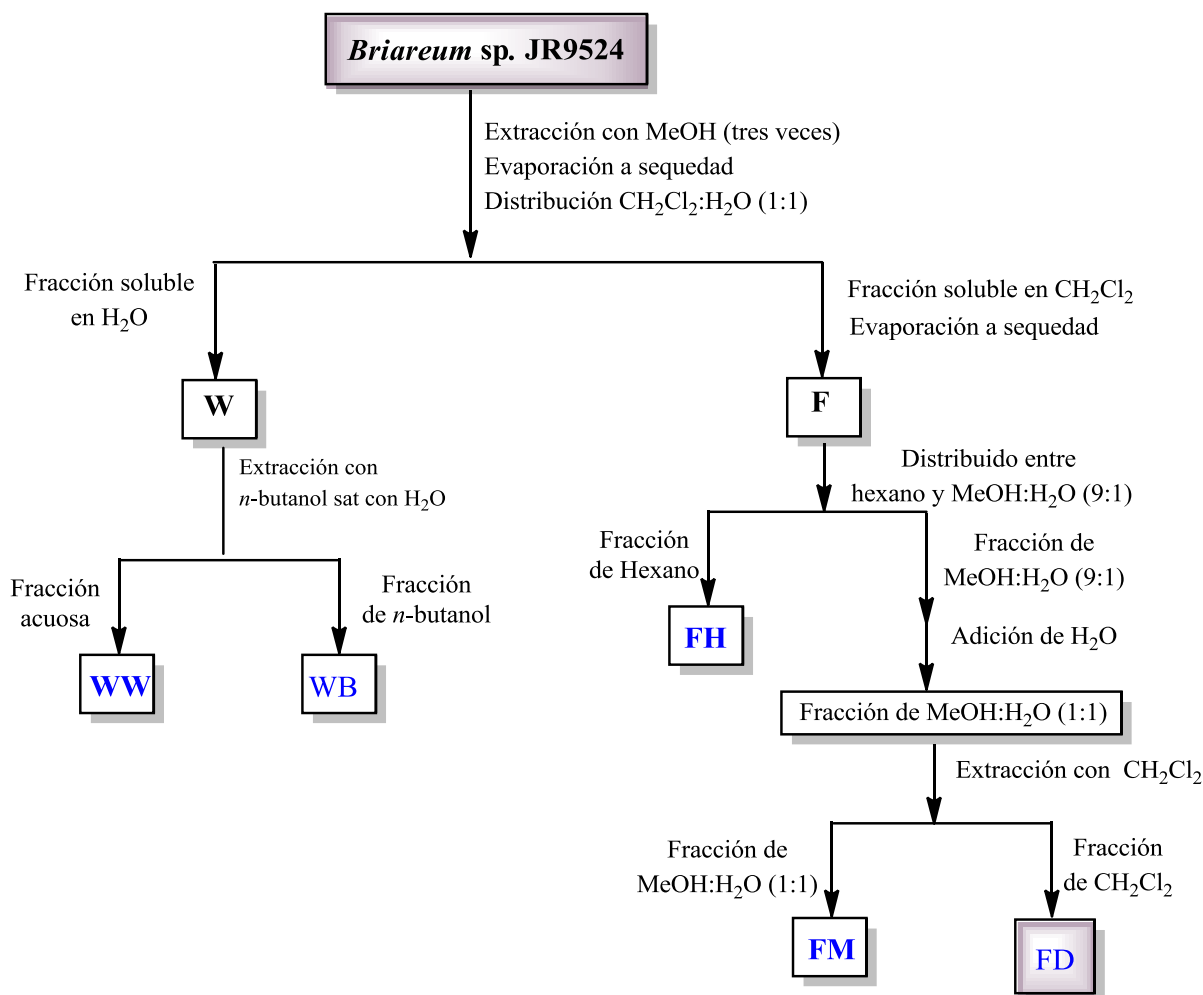 Briareum sp. JR9524
Extracción con MeOH (tres veces)
Evaporación a sequedad
Distribución CH₂Cl₂:H₂O (1:1)
Fracción soluble
en H₂O
Fracción soluble en CH₂Cl₂
Evaporación a sequedad
W
F
Extracción con
n-butanol sat con H₂O
Distribuido entre
hexano y MeOH:H₂O (9:1)
Fracción
acuosa
Fracción
de n-butanol
Fracción
de Hexano
Fracción de
MeOH:H₂O (9:1)
WW
WB
FH
Adición de H₂O
Fracción de MeOH:H₂O (1:1)
Extracción con CH₂Cl₂
Fracción de
MeOH:H₂O (1:1)
Fracción
de CH₂Cl₂
FM
FD